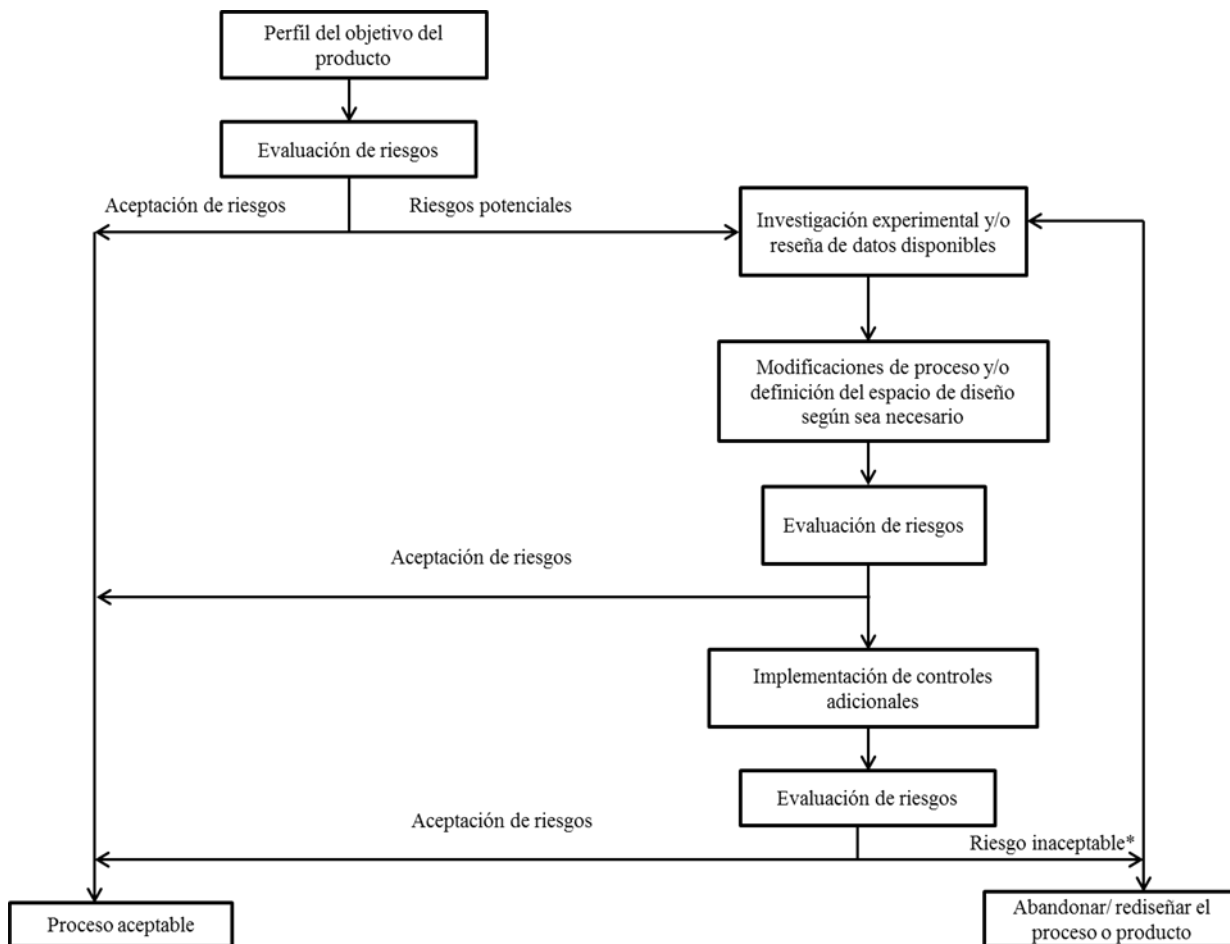 Perfil del objetivo del
producto
Evaluación de riesgos
Aceptación de riesgos
Riesgos potenciales
Investigación experimental y/o
reseña de datos disponibles
Modificaciones de proceso y/o
definición del espacio de diseño
según sea necesario
Evaluación de riesgos
Aceptación de riesgos
Implementación de controles
adicionales
Evaluación de riesgos
Aceptación de riesgos
Riesgo inaceptable*
Proceso aceptable
Abandonar/ rediseñar el
proceso o producto